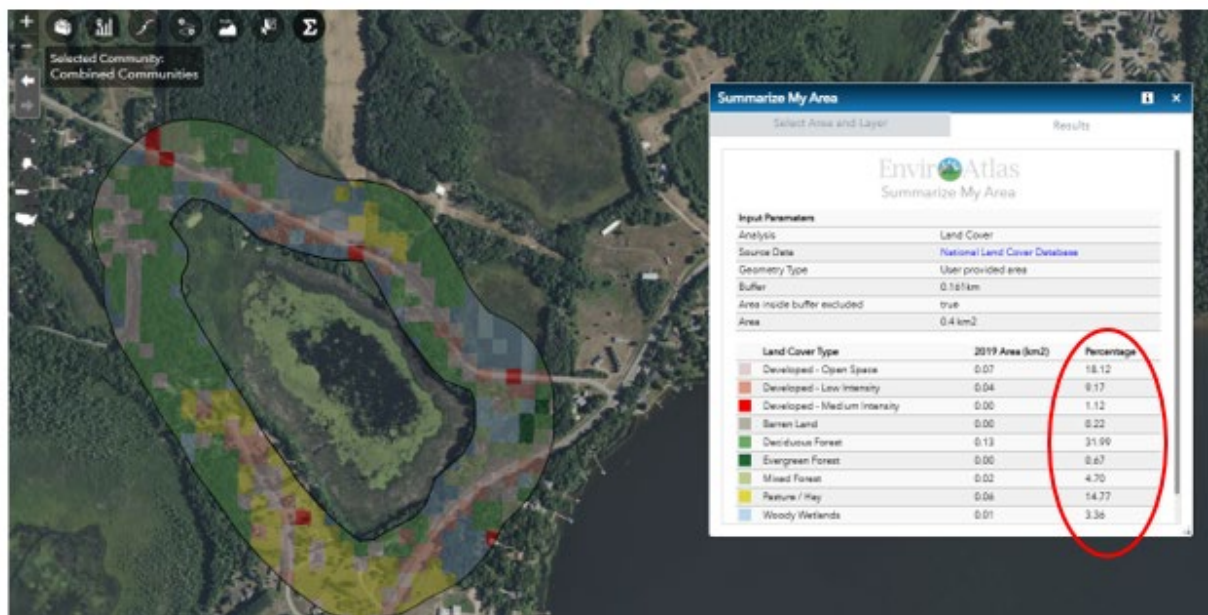 Selected Community:
Combined Communities
Summarize My Area
Select Area and Layer Results
EnviroAtlas
Summarize My Area
Input Parameters
Analysis Land Cover
Source Data National Land Cover Database
Geometry Type User provided area
Buffer 0.161km
Area inside buffer excluded true
Area 0.4 km2
Land Cover Type 2019 Area (km2) Percentage
Developed - Open Space 0.07 18.12
Developed - Low Intensity 0.04 9.17
Developed - Medium Intensity 0.00 1.12
Barren Land 0.00 0.22
Deciduous Forest 0.13 31.99
Evergreen Forest 0.00 0.67
Mixed Forest 0.02 4.70
Pasture / Hay 0.06 14.77
Woody Wetlands 0.01 3.36